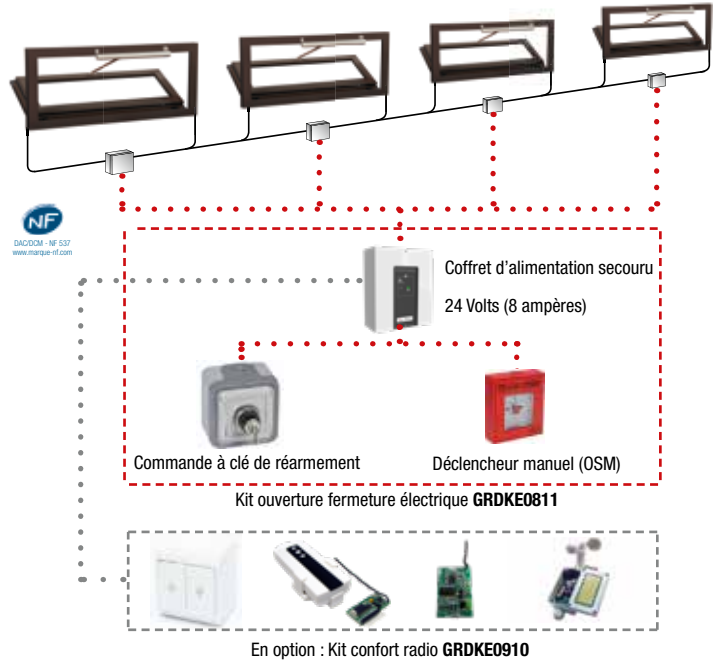 NF
DAC/DCM - NF 537
www.marque-nf.com
Coffret d'alimentation secouru
24 Volts (8 ampères)
Commande à clé de réarmement
Déclencheur manuel (OSM)
Kit ouverture fermeture électrique GRDKE0811
En option : Kit confort radio GRDKE0910